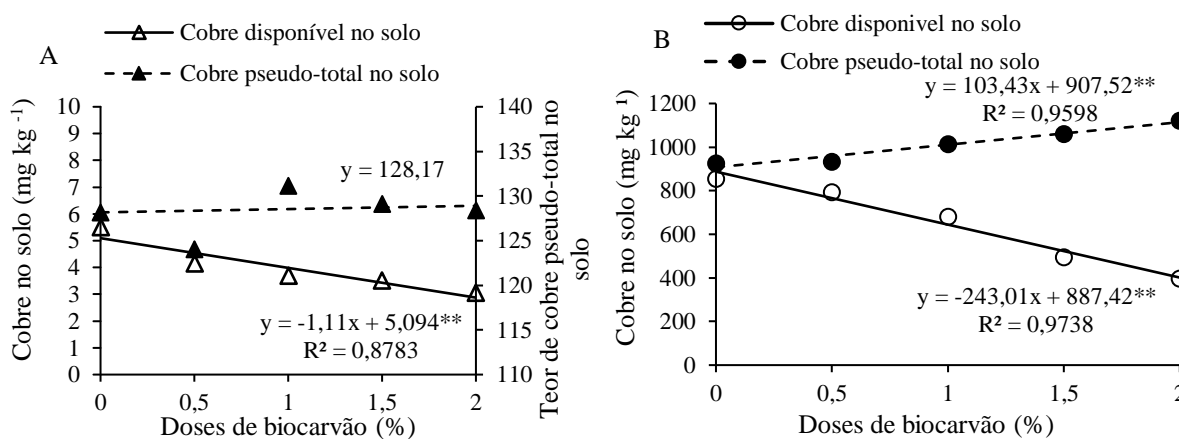 A
Cobre disponível no solo
Cobre pseudo-total no solo
Cobre no solo (mg kg -1)
10
9
8
7
6
5
4
3
2
1
0
140
135
130
125
120
115
110
Teor de cobre pseudo-total no
solo
y = 128,17
y = -1,11x + 5,094**
R² = 0,8783
0 0,5 1 1,5 2
Doses de biocarvão (%)
B
Cobre disponivel no solo
Cobre pseudo-total no solo
y = 103,43x + 907,52**
R² = 0,9598
Cobre no solo (mg kg ¹)
1200
1000
800
600
400
200
0
y = -243,01x + 887,42**
R² = 0,9738
0 0,5 1 1,5 2
Doses de biocarvão (%)